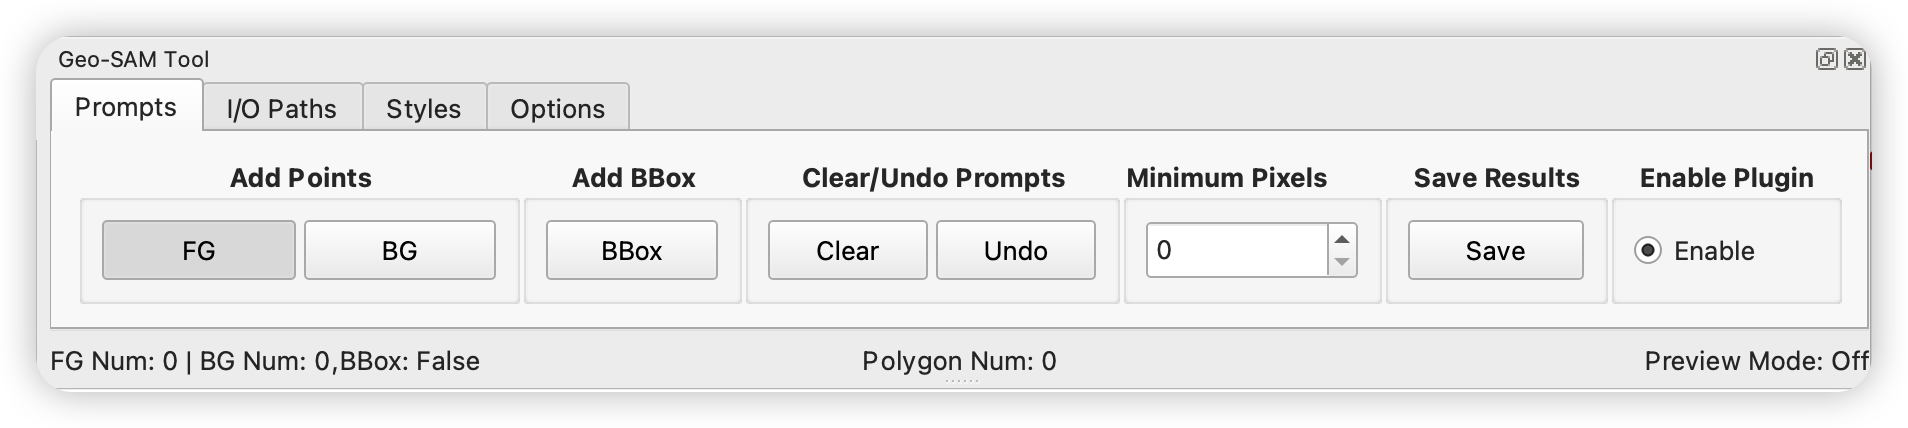 Geo-SAM Tool
Prompts I/O Paths Styles Options
Add Points Add BBox Clear/Undo Prompts Minimum Pixels Save Results Enable Plugin
FG BG BBox Clear Undo 0 Save Enable
FG Num: 0 | BG Num: 0,BBox: False Polygon Num: 0 Preview Mode: Off